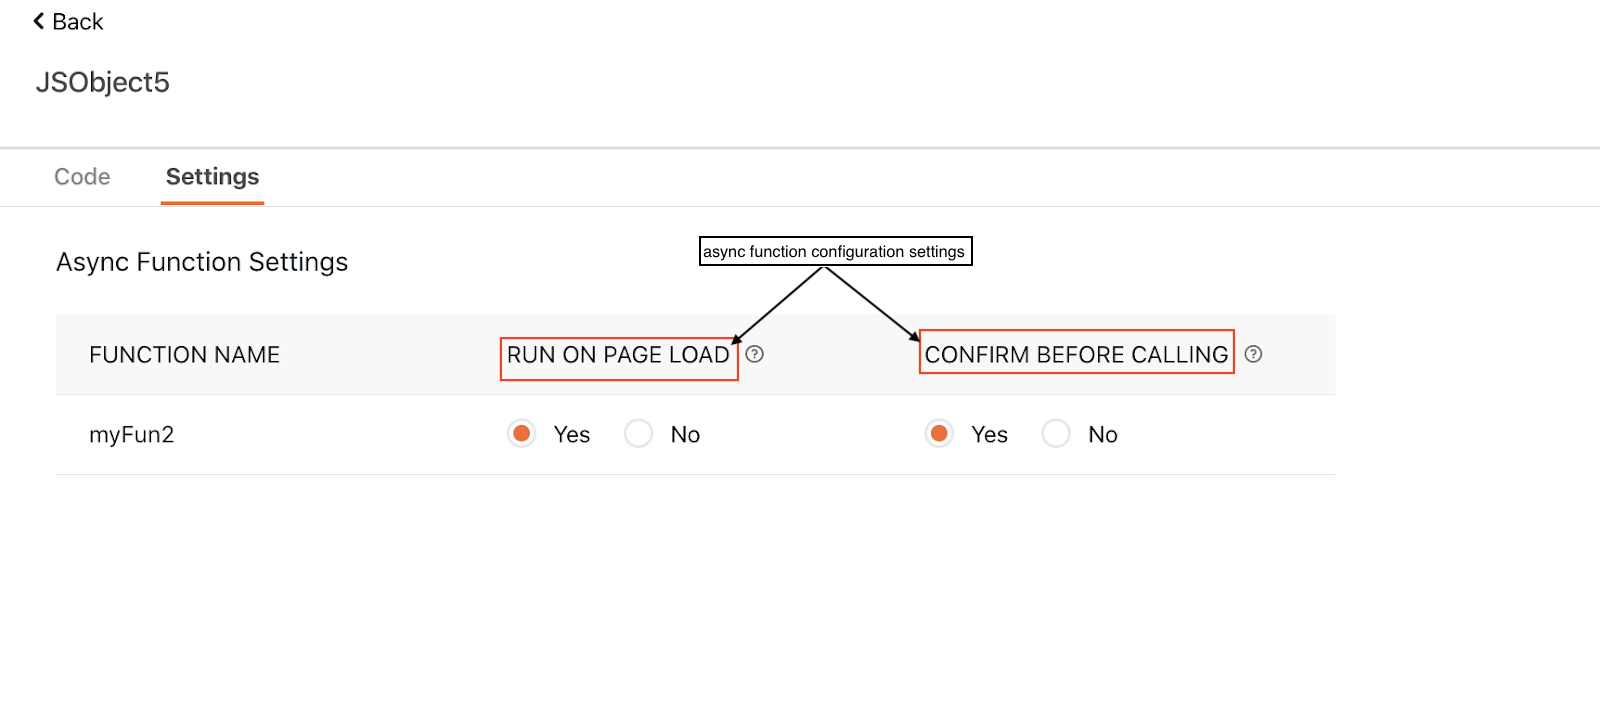 Back
JSObject5
Code Settings
Async Function Settings
async function configuration settings
FUNCTION NAME RUN ON PAGE LOAD ? CONFIRM BEFORE CALLING ?
myFun2 Yes No Yes No